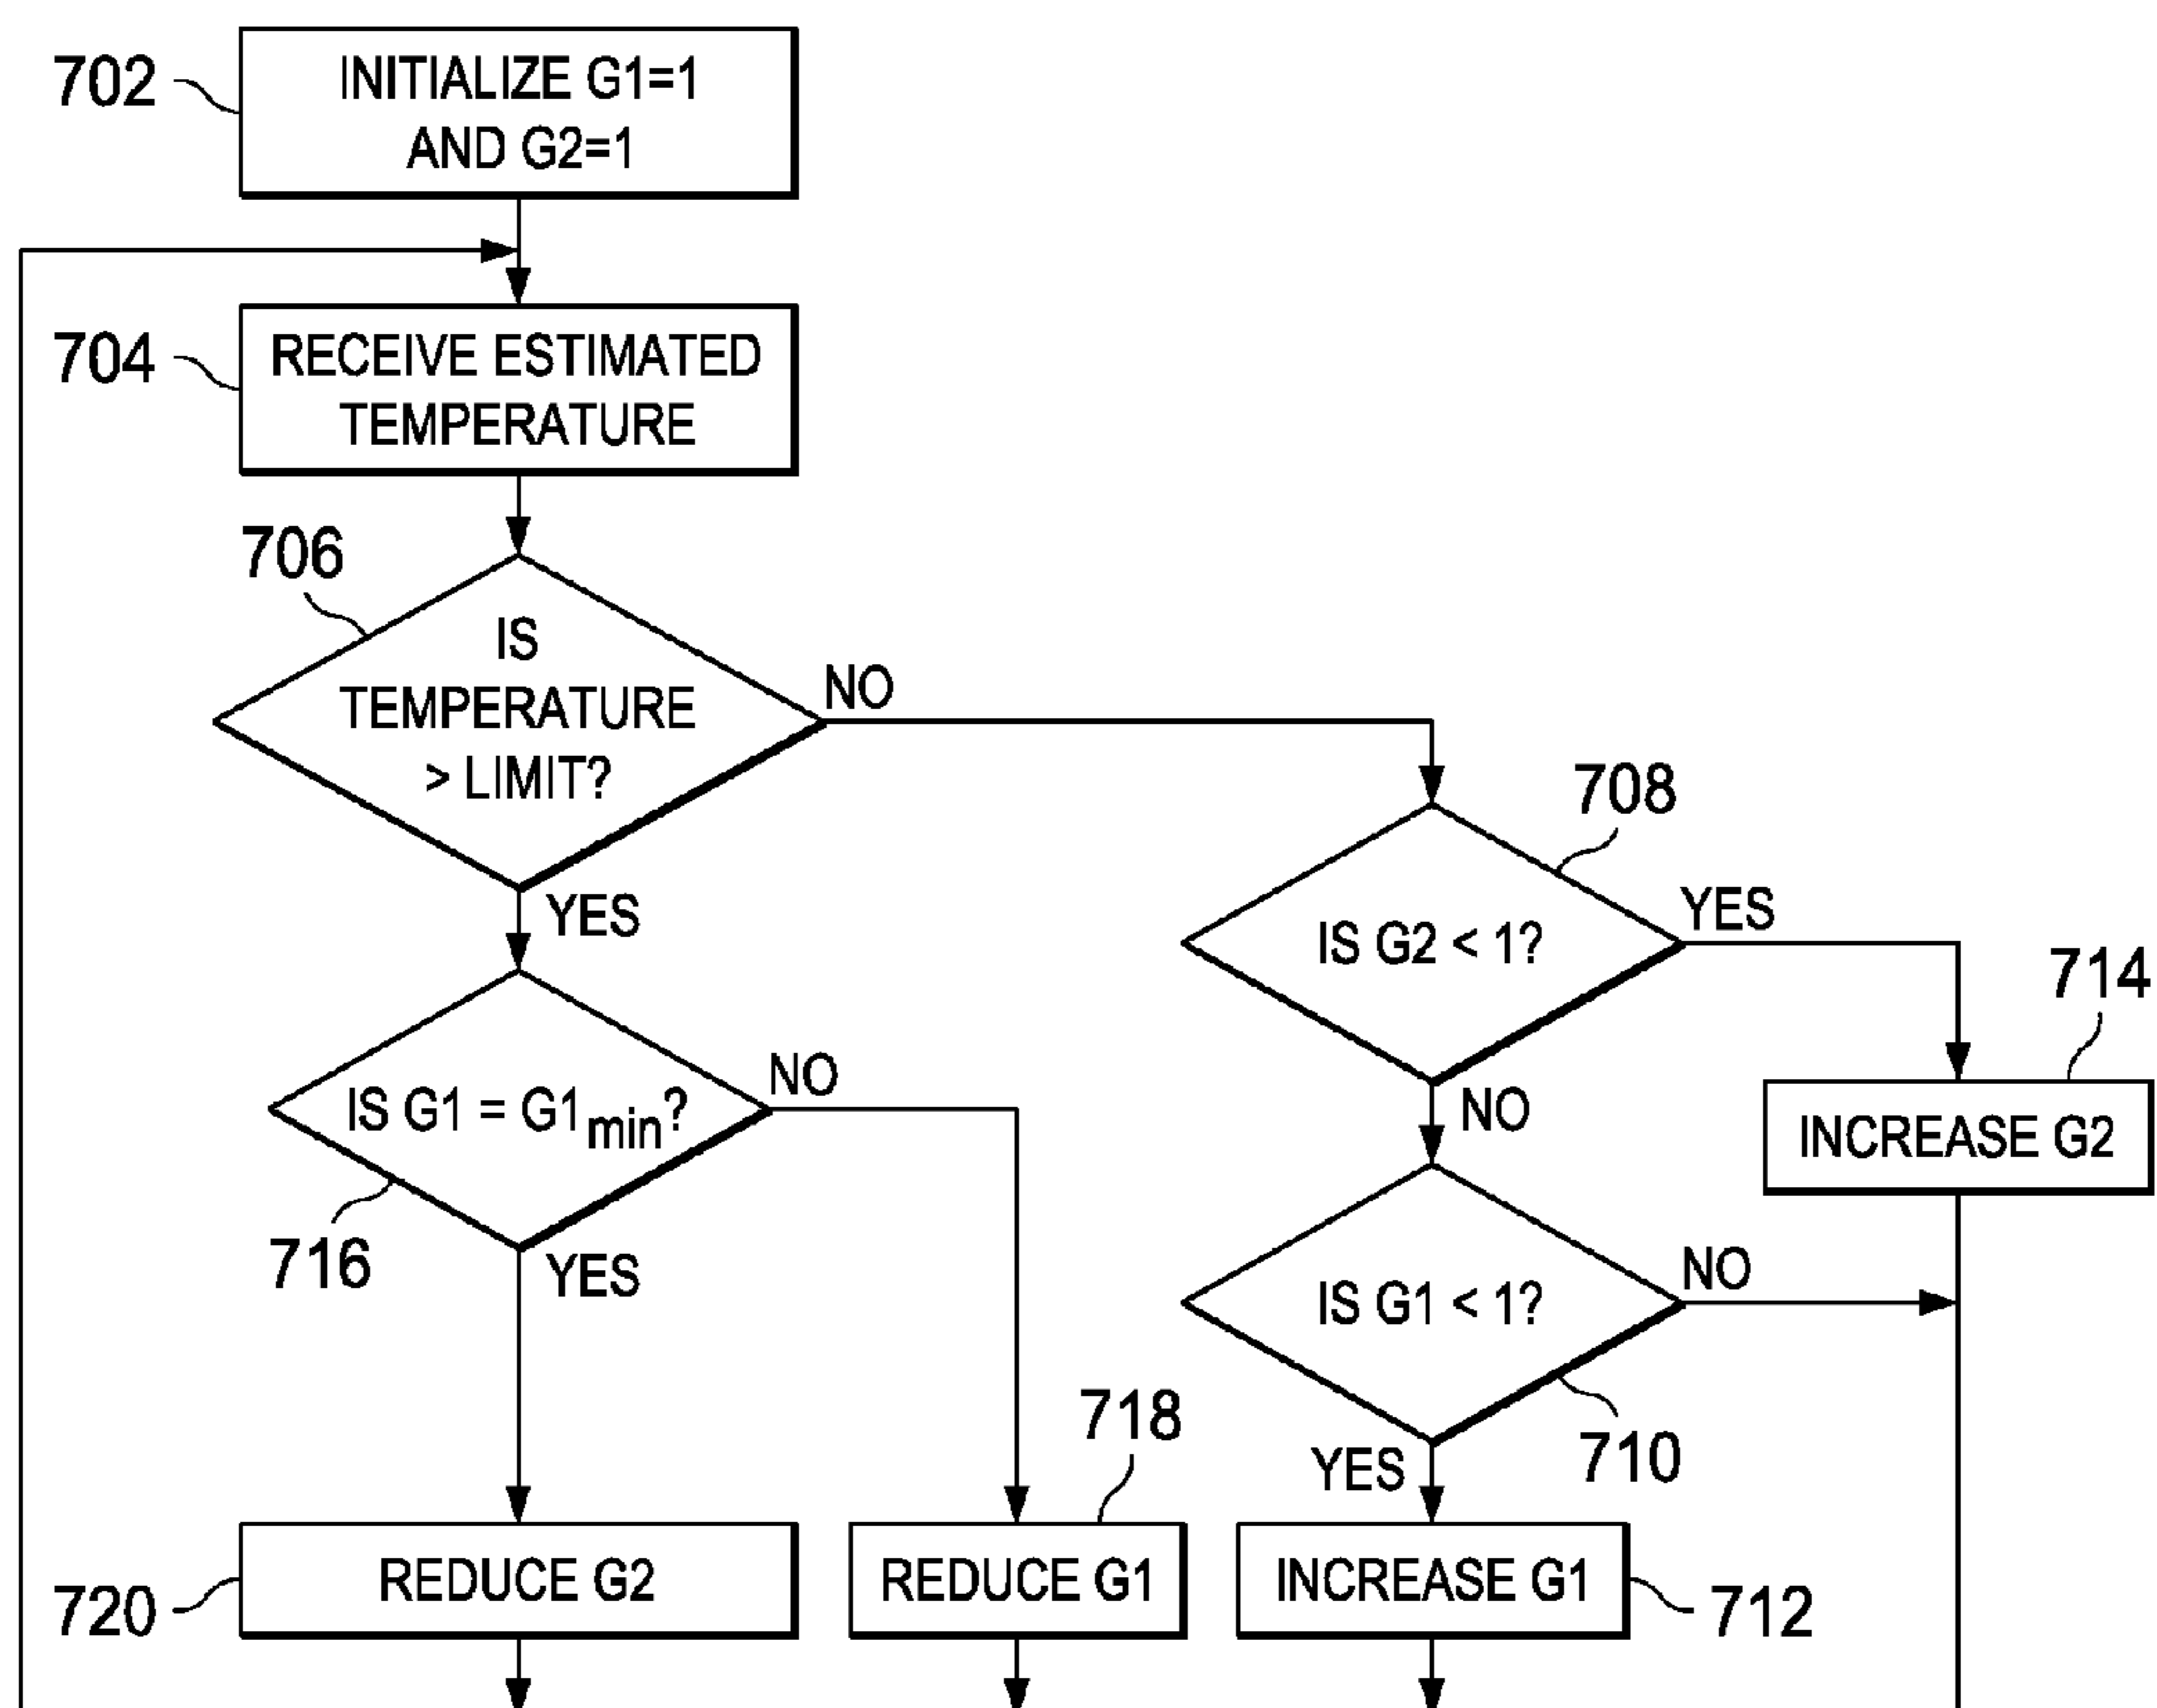 702
INITIALIZE G1=1
AND G2=1
704
RECEIVE ESTIMATED
TEMPERATURE
706
IS
TEMPERATURE
> LIMIT?
NO
YES
708
IS G2 < 1?
YES
NO
714
INCREASE G2
716
IS G1 = G1min?
NO
YES
710
IS G1 < 1?
NO
YES
720
REDUCE G2
718
REDUCE G1
712
INCREASE G1